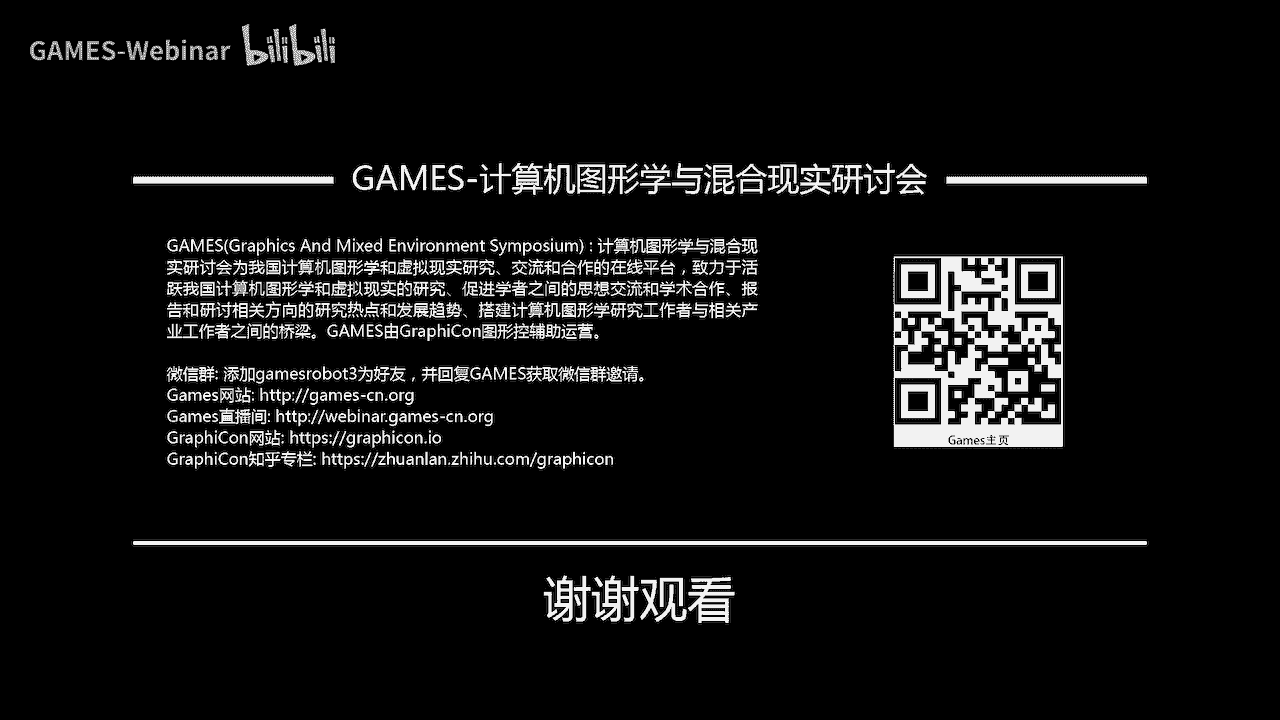 GAMES-Webinar bilibili
GAMES-计算机图形学与混合现实研讨会
GAMES(Graphics And Mixed Environment Symposium) : 计算机图形学与混合现
实研讨会为我国计算机图形学和虚拟现实研究、交流和合作的在线平台，致力于活
跃我国计算机图形学和虚拟现实的研究、促进学者之间的思想交流和学术合作、报
告和研讨相关方向的研究热点和发展趋势、搭建计算机图形学研究工作者与相关产
业工作者之间的桥梁。GAMES由GraphiCon图形控辅助运营。
微信群: 添加gamesrobot3为好友，并回复GAMES获取微信群邀请。
Games网站: http://games-cn.org
Games直播间: http://webinar.games-cn.org
GraphiCon网站: https://graphicon.io
GraphiCon知乎专栏: https://zhuanlan.zhihu.com/graphicon
Games主页
谢谢观看